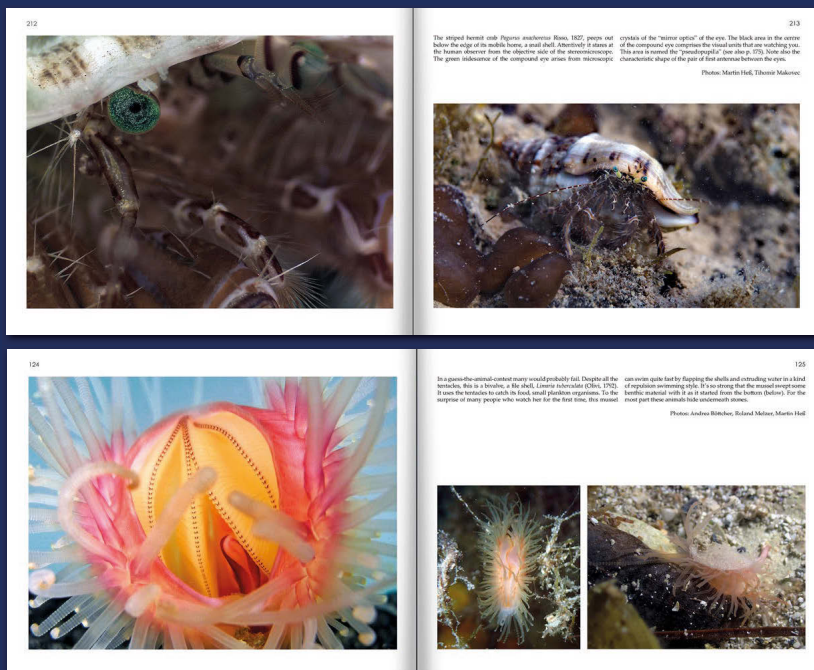 212
213
The striped hermit crab Pagurus anachoretus Risso, 1827, peeps out
below the edge of its mobile home, a snail shell. Attentively it stares at
the human observer from the objective side of the stereomicroscope.
The green iridescence of the compound eye arises from microscopic
crystals of the "mirror optics" of the eye. The black area in the centre
of the compound eye comprises the visual units that are watching you.
This area is named the "pseudopupilla" (see also p. 175). Note also the
characteristic shape of the pair of first antennae between the eyes.
Photos: Martin Heß, Tihomir Makovec
124
125
In a guess-the-animal-contest many would probably fail. Despite all the
tentacles, this is a bivalve, a file shell, Limaria tuberculata (Olivi, 1792).
It uses the tentacles to catch its food, small plankton organisms. To the
surprise of many people who watch her for the first time, this mussel
can swim quite fast by flapping the shells and extruding water in a kind
of repulsion swimming style. It's so strong that the mussel swept some
benthic material with it as it started from the bottom (below). For the
most part these animals hide underneath stones.
Photos: Andrea Böttcher, Roland Melzer, Martin Heß